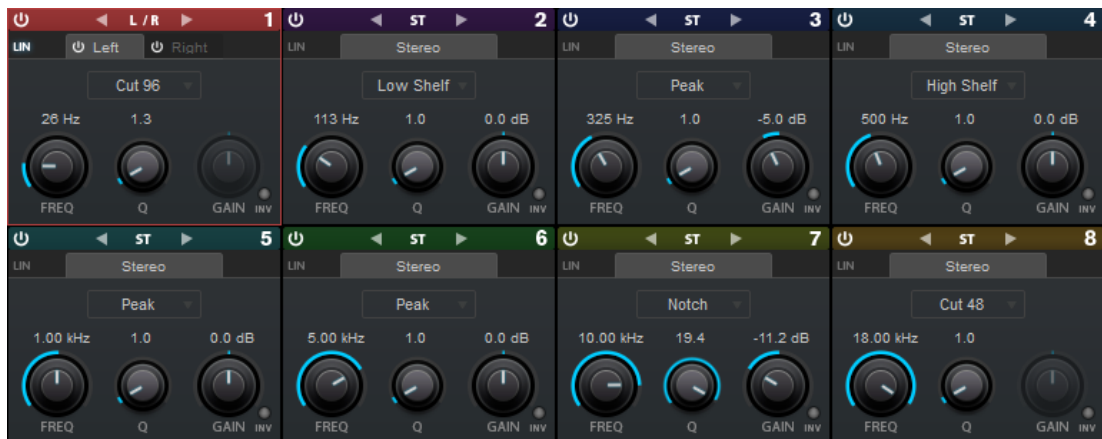 L / R 1
ST 2
ST 3
ST 4
LIN Left Right
LIN Stereo
LIN Stereo
LIN Stereo
Cut 96
Low Shelf
Peak
High Shelf
26 Hz 1.3
113 Hz 1.0 0.0 dB
325 Hz 1.0 -5.0 dB
500 Hz 1.0 0.0 dB
FREQ Q GAIN INV
FREQ Q GAIN INV
FREQ Q GAIN INV
FREQ Q GAIN INV
ST 5
ST 6
ST 7
ST 8
LIN Stereo
LIN Stereo
LIN Stereo
LIN Stereo
Peak
Peak
Notch
Cut 48
1.00 kHz 1.0 0.0 dB
5.00 kHz 1.0 0.0 dB
10.00 kHz 19.4 -11.2 dB
18.00 kHz 1.0
FREQ Q GAIN INV
FREQ Q GAIN INV
FREQ Q GAIN INV
FREQ Q GAIN INV